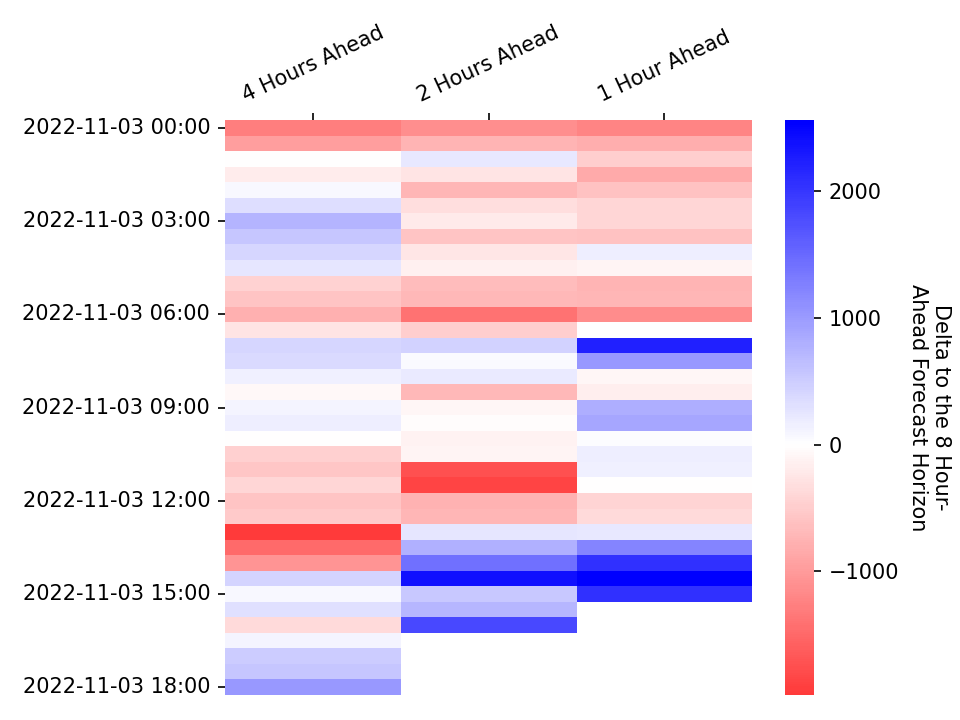 4 Hours Ahead
2 Hours Ahead
1 Hour Ahead
2022-11-03 00:00
2022-11-03 03:00
2022-11-03 06:00
2022-11-03 09:00
2022-11-03 12:00
2022-11-03 15:00
2022-11-03 18:00
2000
1000
0
−1000
Delta to the 8 Hour-
Ahead Forecast Horizon